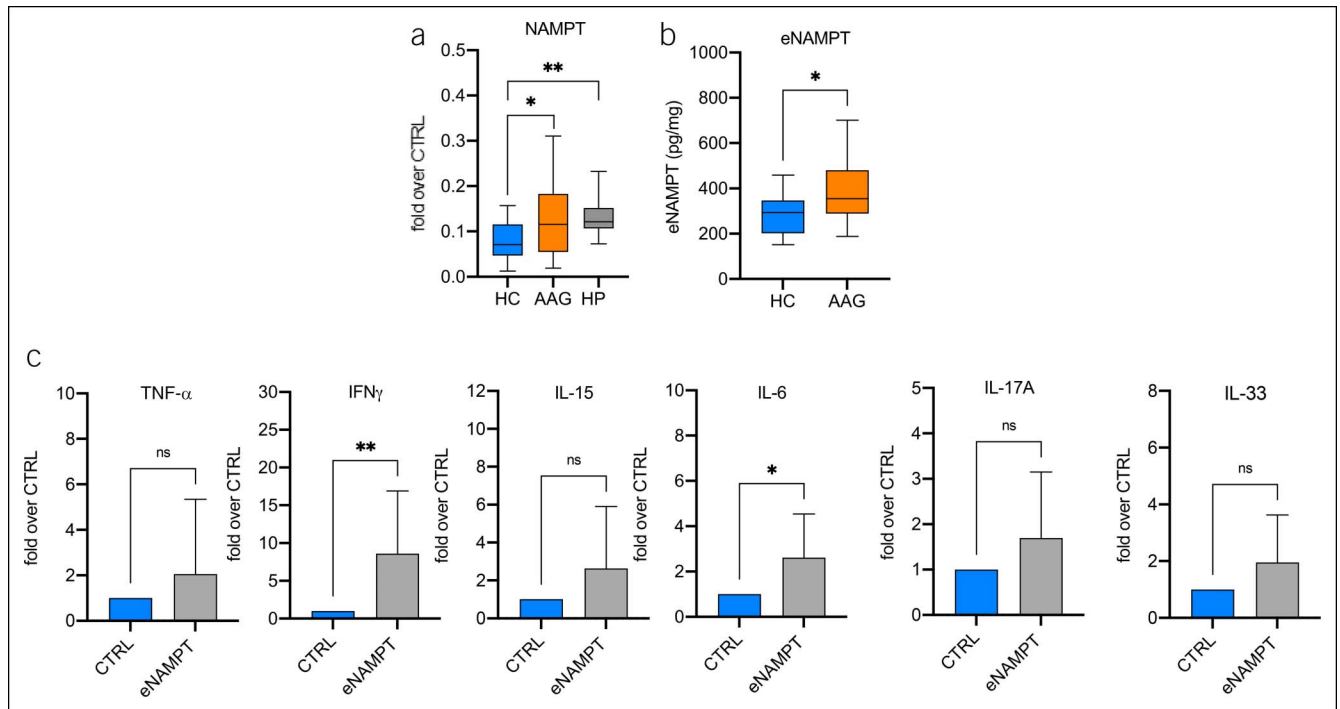 a
NAMPT
fold over CTRL
0.5
0.4
0.3
0.2
0.1
0.0
**
*
HC AAG HP
b
eNAMPT
eNAMPT (pg/mg)
1000
800
600
400
200
0
*
HC AAG
c
TNF-α
fold over CTRL
10
8
6
4
2
0
ns
CTRL
eNAMPT
IFNγ
fold over CTRL
30
25
20
15
10
5
0
**
CTRL
eNAMPT
IL-15
fold over CTRL
12
10
8
6
4
2
0
ns
CTRL
eNAMPT
IL-6
fold over CTRL
10
8
6
4
2
0
*
CTRL
eNAMPT
IL-17A
fold over CTRL
5
4
3
2
1
0
ns
CTRL
eNAMPT
IL-33
fold over CTRL
8
6
4
2
0
ns
CTRL
eNAMPT